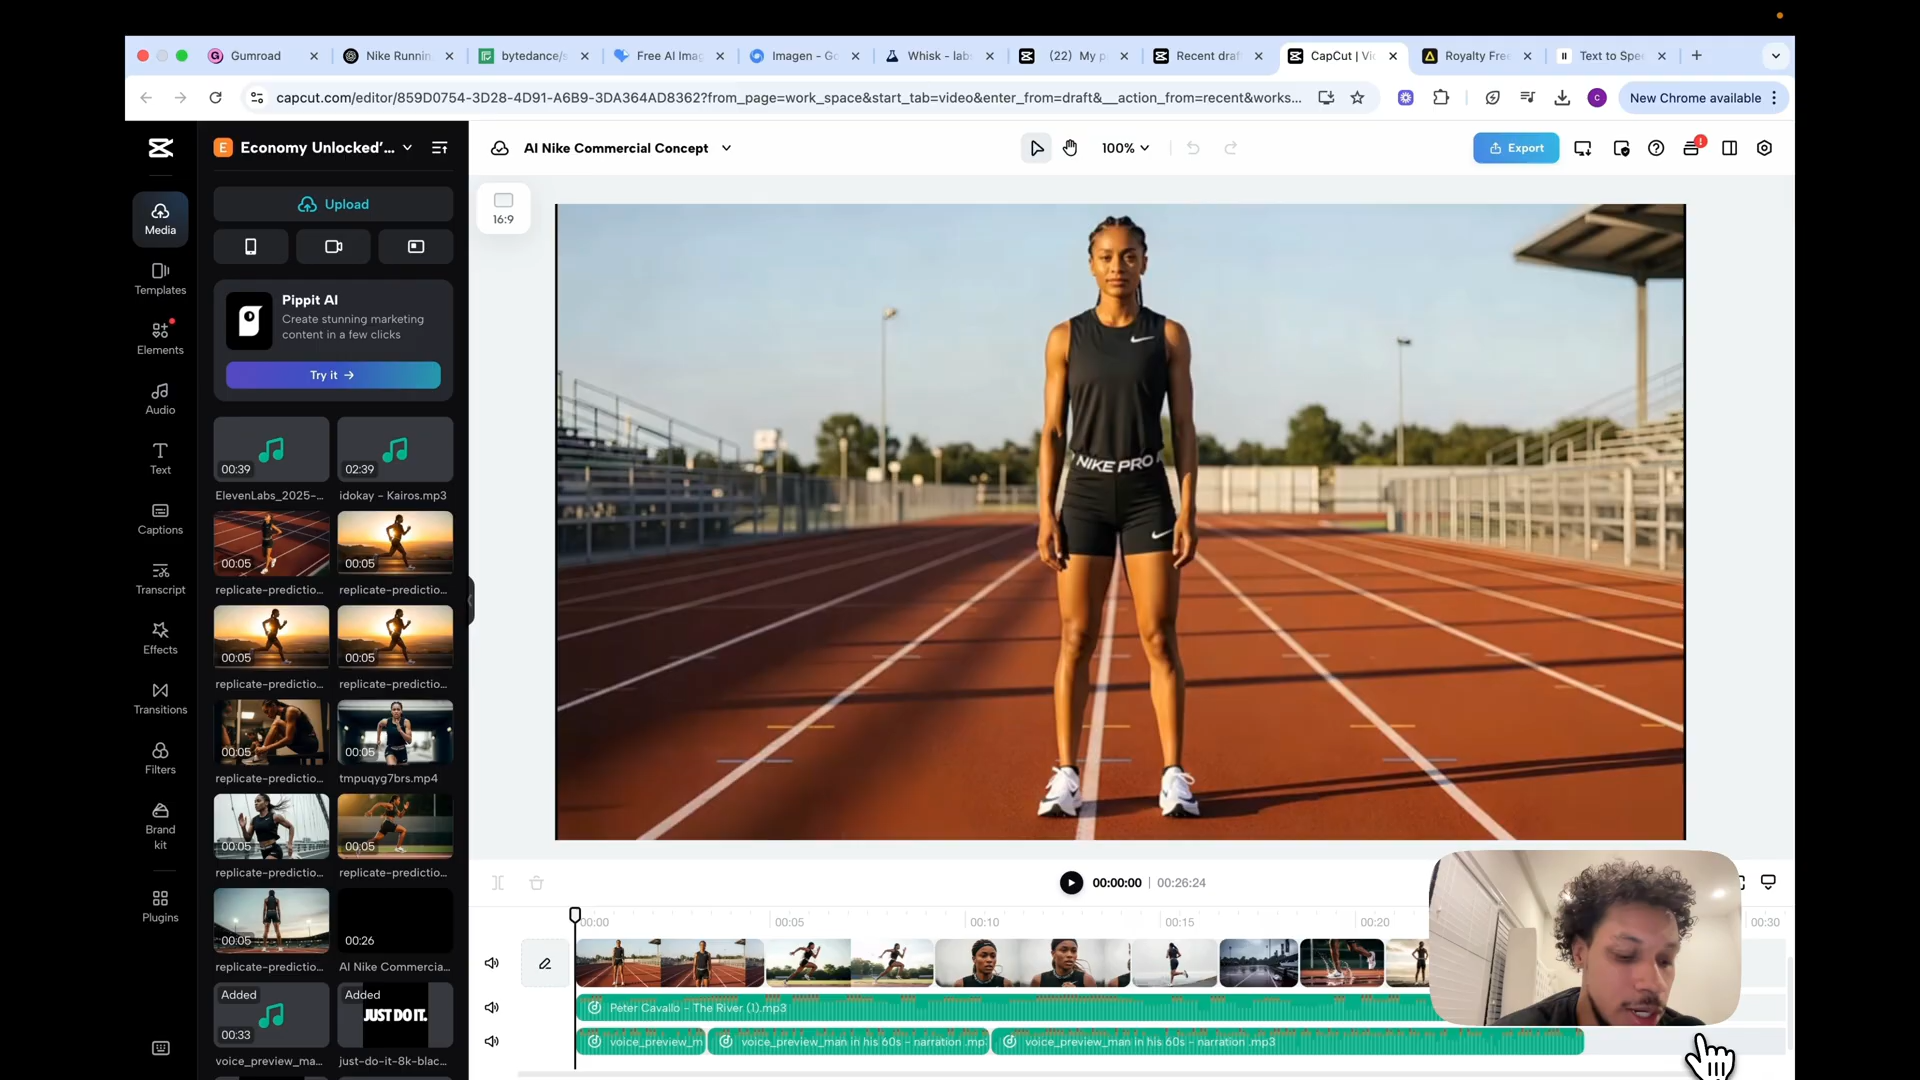 Gumroad
Nike Runnin
bytedance/s
Free AI Imag
Imagen - Go
Whisk - labs
(22) My p
Recent draf
CapCut | Vi
Royalty Free
Text to Spee
capcut.com/editor/859D0754-3D28-4D91-A6B9-3DA364AD8362?from_page=work_space&start_tab=video&enter_from=draft&__action_from=recent&works...
New Chrome available
E Economy Unlocked'...
AI Nike Commercial Concept
100%
Export
Media
Templates
Elements
Audio
Text
Captions
Transcript
Effects
Transitions
Filters
Brand
kit
Plugins
Upload
Pippit AI
Create stunning marketing
content in a few clicks
Try it →
00:39
02:39
ElevenLabs_2025-...
idokay - Kairos.mp3
00:05
00:05
replicate-predictio...
replicate-predictio...
00:05
00:05
replicate-predictio...
replicate-predictio...
00:05
00:05
replicate-predictio...
tmpuqyg7brs.mp4
00:05
00:05
replicate-predictio...
replicate-predictio...
00:05
00:26
replicate-predictio...
AI Nike Commercia...
Added
Added
JUST DO IT.
00:33
voice_preview_ma...
just-do-it-8k-blac...
16:9
NIKE PRO
00:00:00 | 00:26:24
00:00
00:05
00:10
00:15
00:20
00:30
Peter Cavallo - The River (1).mp3
voice_preview_m
voice_preview_man in his 60s - narration .mp
voice_preview_man in his 60s - narration .mp3